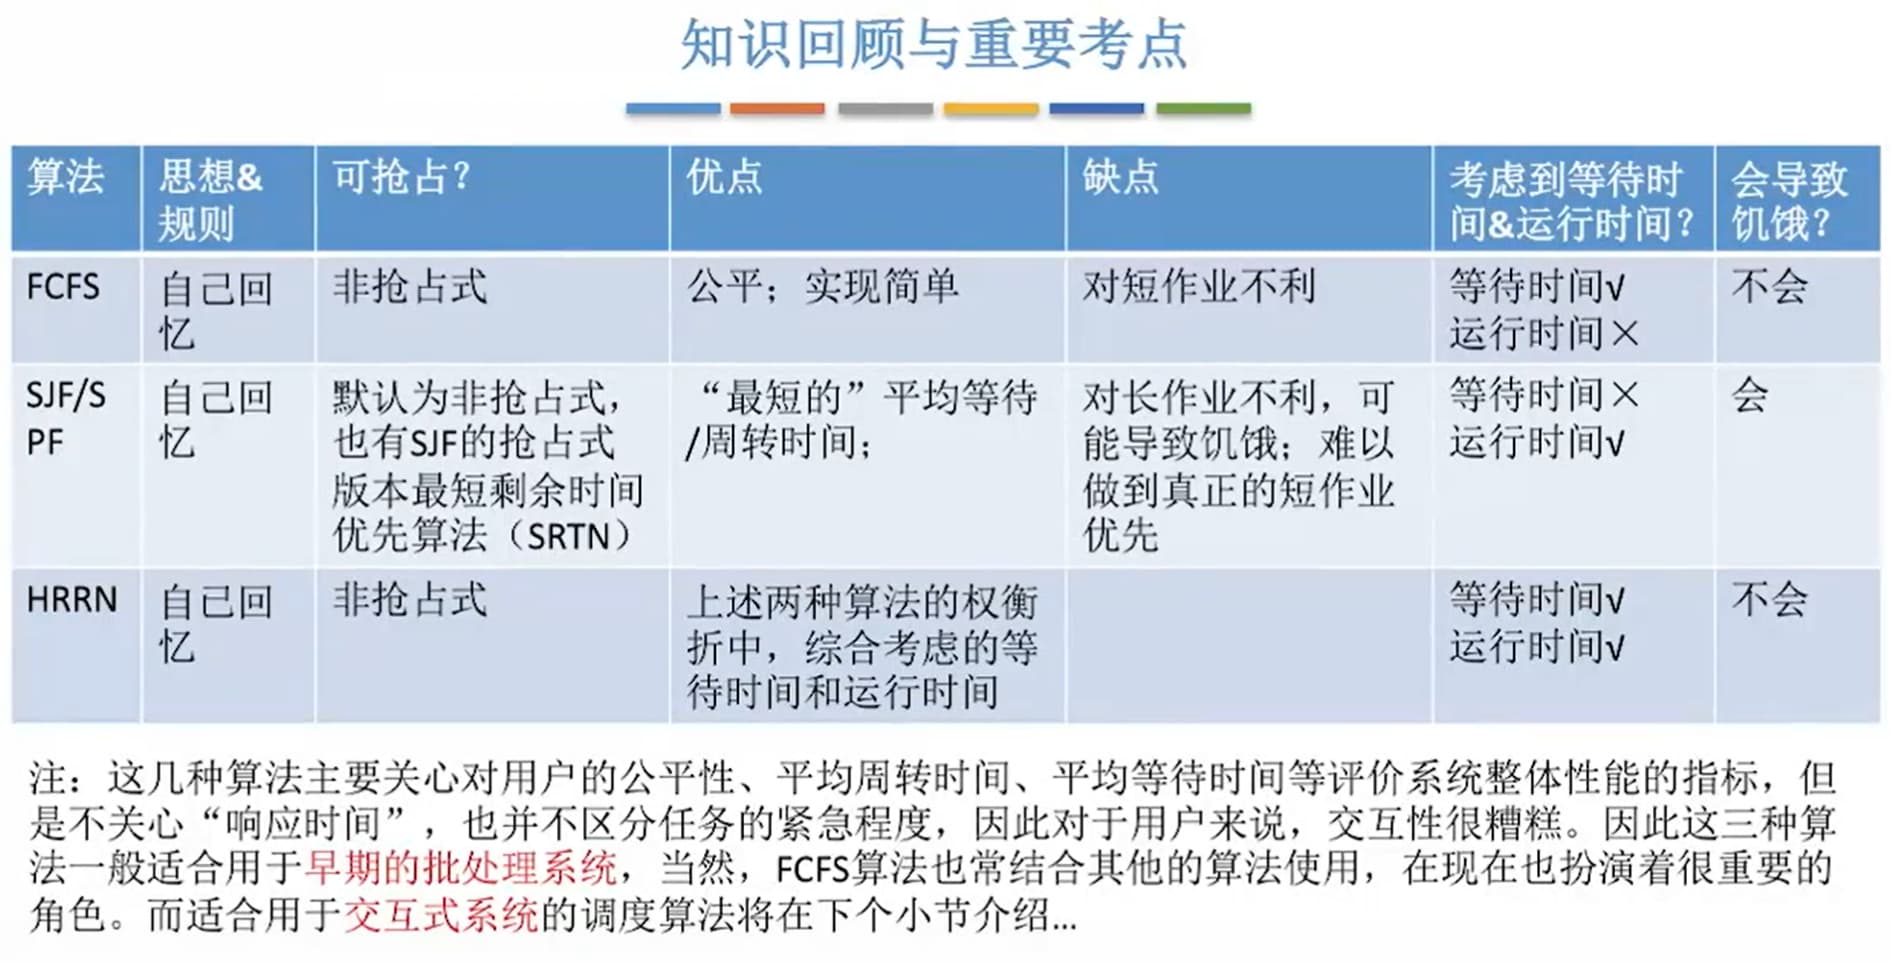 知识回顾与重要考点
算法
思想&
规则
可抢占？
优点
缺点
考虑到等待时
间&运行时间？
会导致
饥饿？
FCFS
自己回
忆
非抢占式
公平；实现简单
对短作业不利
等待时间√
运行时间×
不会
SJF/S
PF
自己回
忆
默认为非抢占式，
也有SJF的抢占式
版本最短剩余时间
优先算法（SRTN）
“最短的”平均等待
/周转时间；
对长作业不利，可
能导致饥饿；难以
做到真正的短作业
优先
等待时间×
运行时间√
会
HRRN
自己回
忆
非抢占式
上述两种算法的权衡
折中，综合考虑的等
待时间和运行时间
等待时间√
运行时间√
不会
注：这几种算法主要关心对用户的公平性、平均周转时间、平均等待时间等评价系统整体性能的指标，但
是不关心“响应时间”，也并不区分任务的紧急程度，因此对于用户来说，交互性很糟糕。因此这三种算
法一般适合用于早期的批处理系统，当然，FCFS算法也常结合其他的算法使用，在现在也扮演着很重要的
角色。而适合用于交互式系统的调度算法将在下个小节介绍...